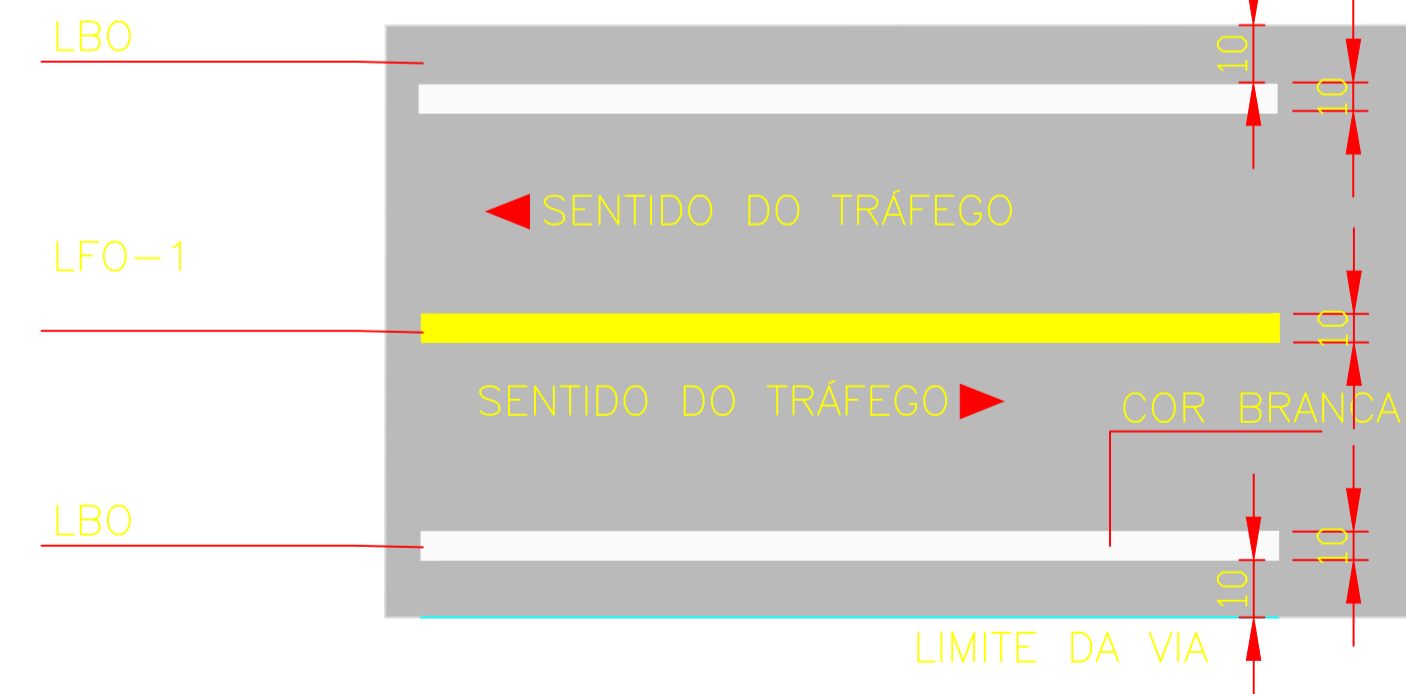 LBO
10
10
SENTIDO DO TRÁFEGO
LFO-1
10
SENTIDO DO TRÁFEGO
COR BRANCA
LBO
10
10
LIMITE DA VIA